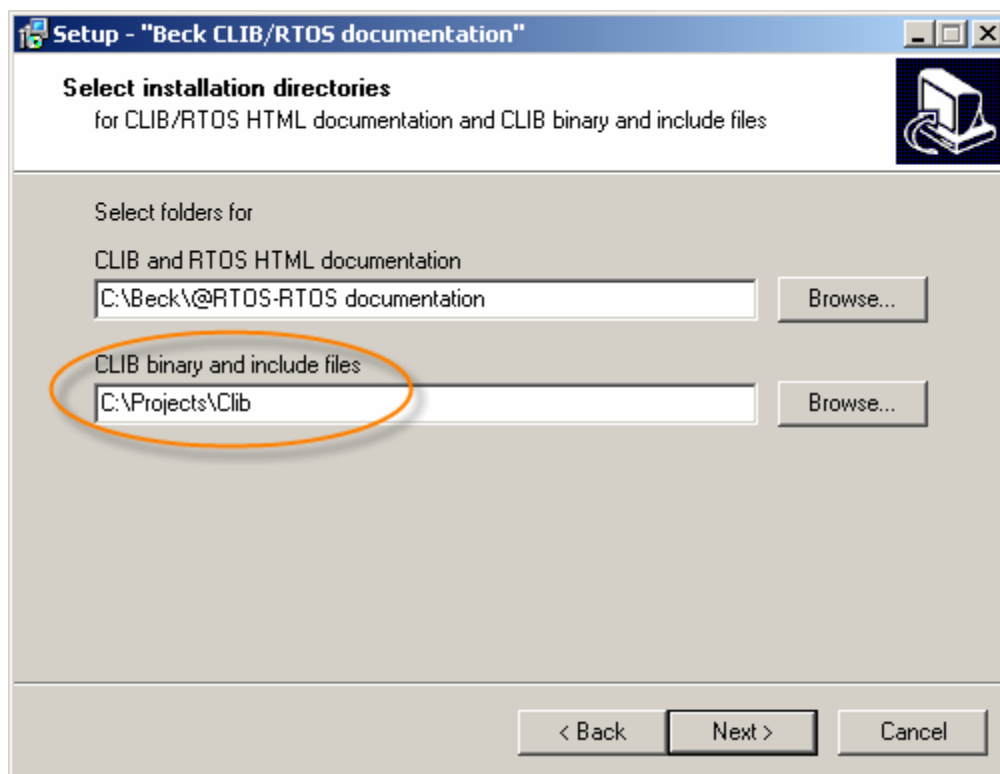 Setup - "Beck CLIB/RTOS documentation"
Select installation directories
for CLIB/RTOS HTML documentation and CLIB binary and include files
Select folders for
CLIB and RTOS HTML documentation
C:\Beck\@RTOS-RTOS documentation
Browse...
CLIB binary and include files
C:\Projects\Clib
Browse...
< Back
Next >
Cancel